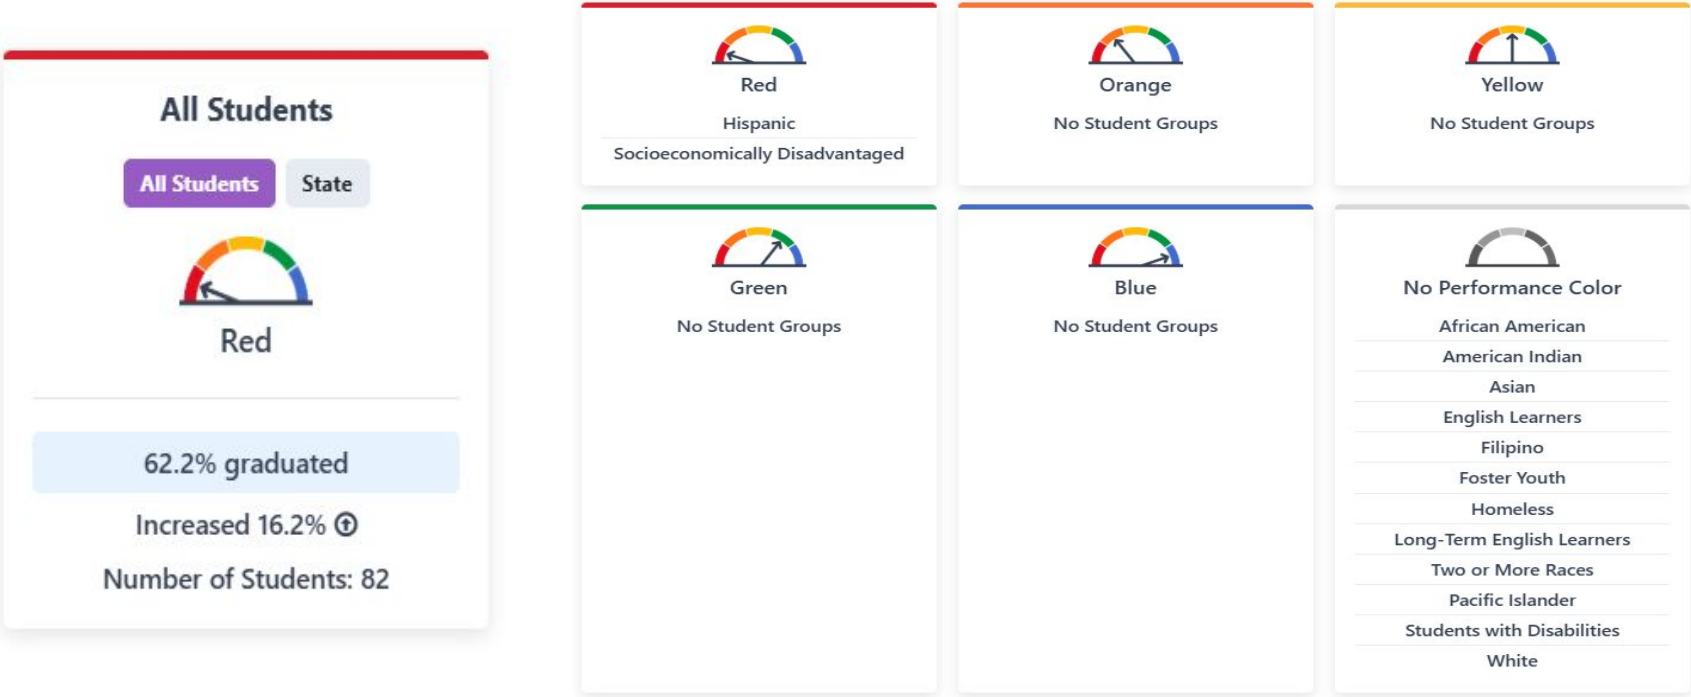 All Students
All Students
State
Red
62.2% graduated
Increased 16.2%
Number of Students: 82
Red
Hispanic
Socioeconomically Disadvantaged
Orange
No Student Groups
Yellow
No Student Groups
Green
No Student Groups
Blue
No Student Groups
No Performance Color
African American
American Indian
Asian
English Learners
Filipino
Foster Youth
Homeless
Long-Term English Learners
Two or More Races
Pacific Islander
Students with Disabilities
White